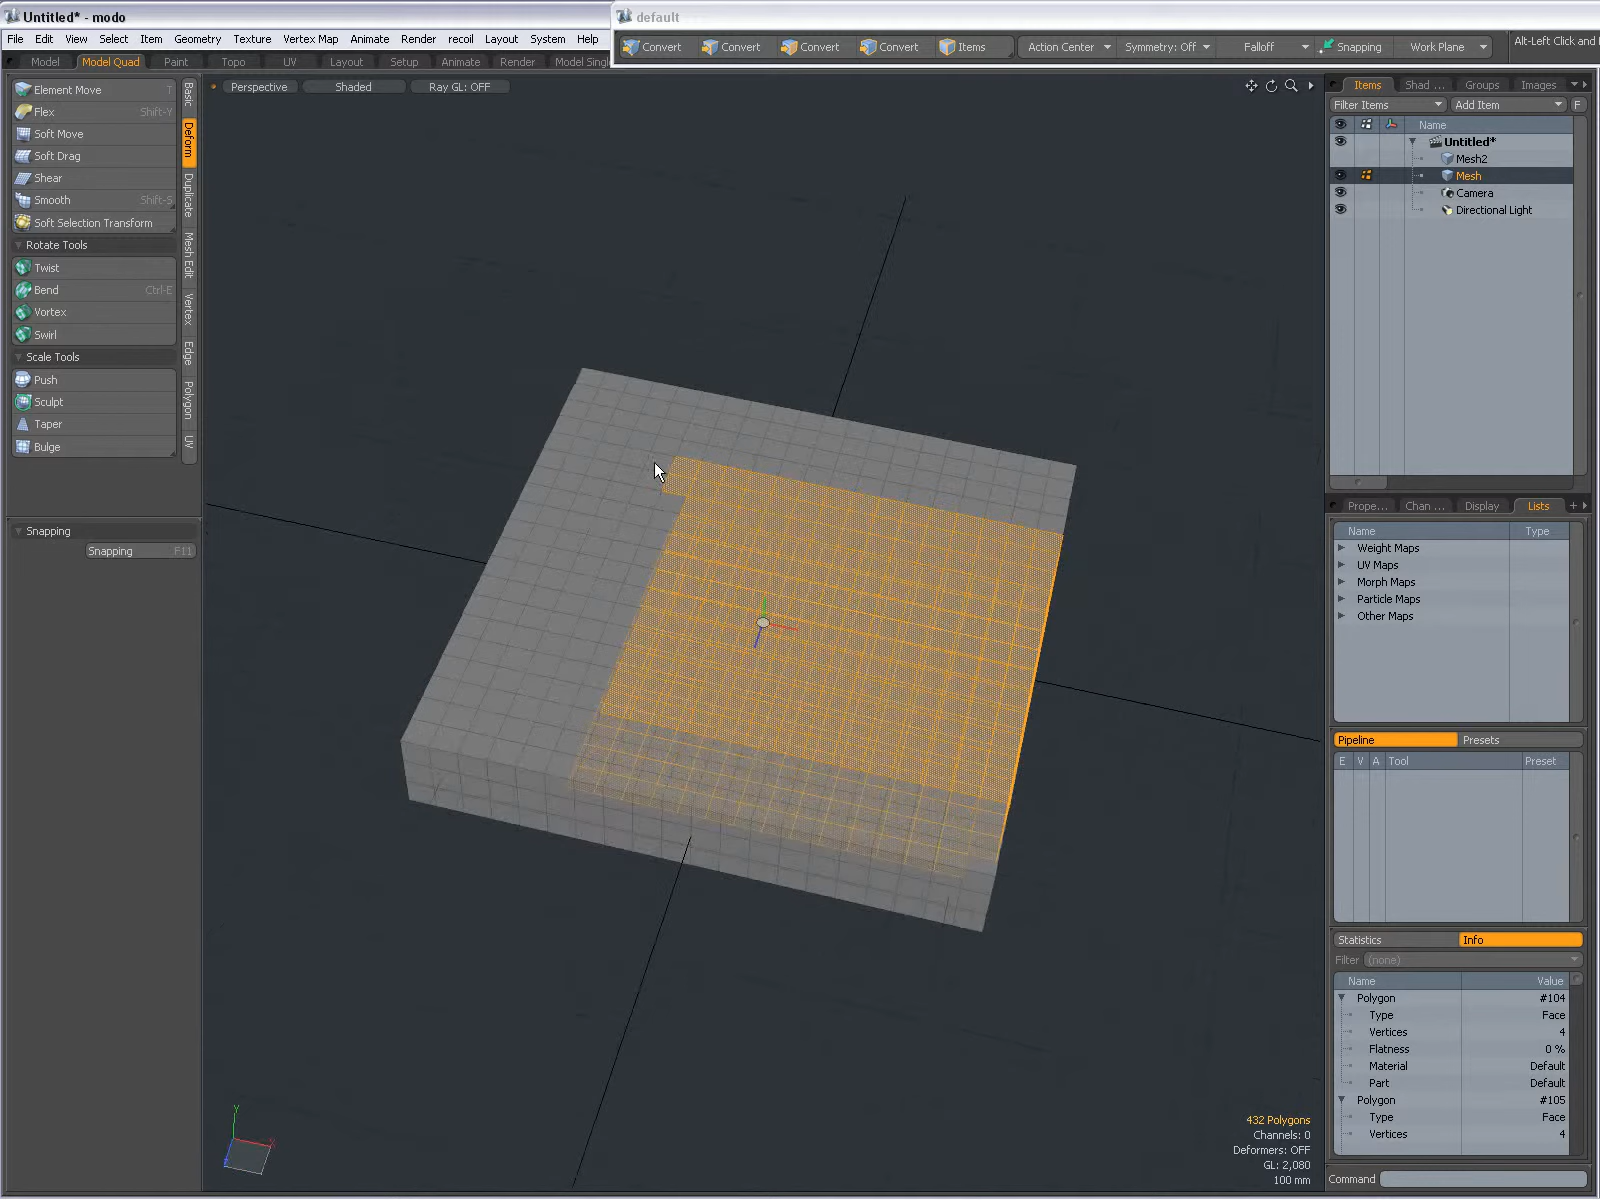 Untitled* - modo
default
File Edit View Select Item Geometry Texture Vertex Map Animate Render recoil Layout System Help
Convert Convert Convert Convert Items Action Center Symmetry: Off Falloff Snapping Work Plane Alt-Left Click and
Model Model Quad Paint Topo UV Layout Setup Animate Render Model Singl
Element Move T
Flex Shift-Y
Soft Move
Soft Drag
Shear
Smooth Shift-S
Soft Selection Transform
Rotate Tools
Twist
Bend Ctrl-E
Vortex
Swirl
Scale Tools
Push
Sculpt
Taper
Bulge
Basic
Deform
Duplicate
Mesh Edit
Vertex
Edge
Polygon
UV
Snapping
Snapping F11
Perspective Shaded Ray GL: OFF
Y
X
Z
432 Polygons
Channels: 0
Deformers: OFF
GL: 2,080
100 mm
Items Shad ... Groups Images
Filter Items Add Item F
Name
Untitled*
Mesh2
Mesh
Camera
Directional Light
Prope... Chan ... Display Lists +
Name Type
Weight Maps
UV Maps
Morph Maps
Particle Maps
Other Maps
Pipeline Presets
E V A Tool Preset
Statistics Info
Filter (none)
Name Value
Polygon #104
Type Face
Vertices 4
Flatness 0 %
Material Default
Part Default
Polygon #105
Type Face
Vertices 4
Command